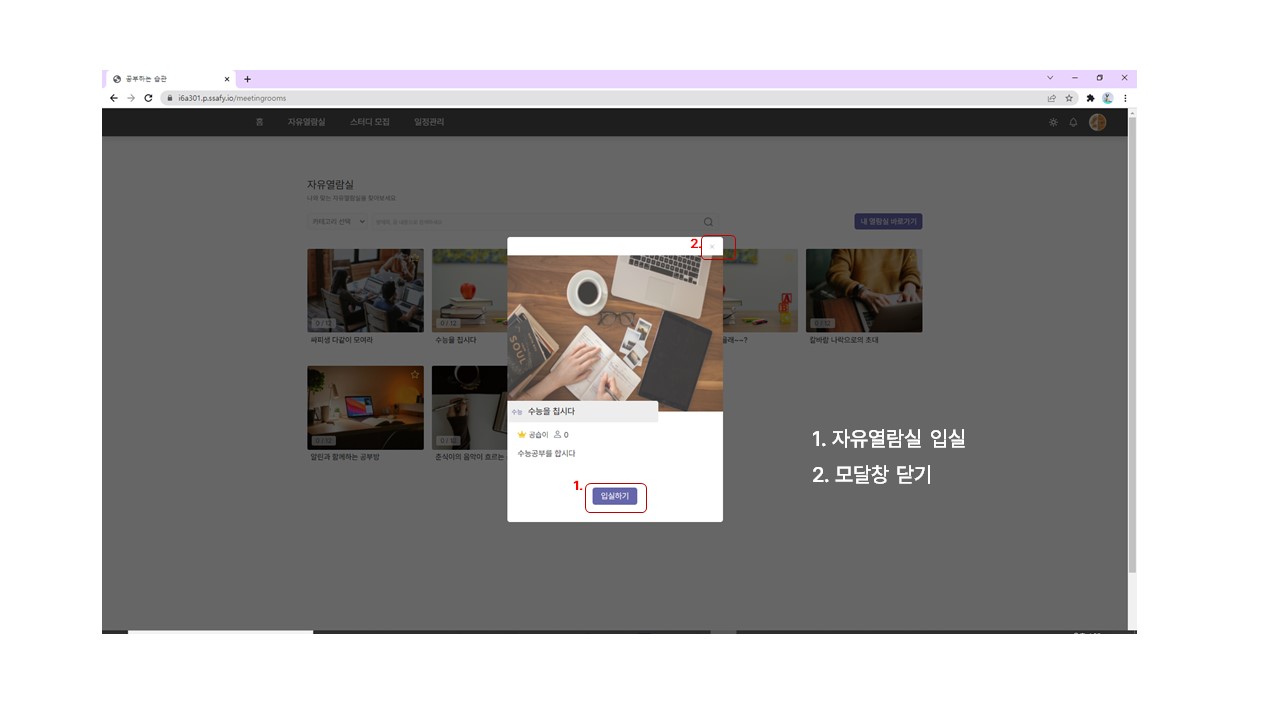 공부하는 습관
i6a301.p.ssafy.io/meetingrooms
홈 자유열람실 스터디 모집 일정관리
자유열람실
나와 맞는 자유열람실을 찾아보세요
카테고리 선택
내 열람실 바로가기
2.
0 / 12
0 / 12
0 / 12
싸피생 다같이 모여라
수능을 칩시다
칼바람 나락으로의 초대
SOUL
수능 수능을 칩시다
공습이 0
수능공부를 합시다
0 / 12
0 / 12
알린과 함께하는 공부방
준식이의 음악이 흐르는
1. 자유열람실 입실
2. 모달창 닫기
1.
입실하기